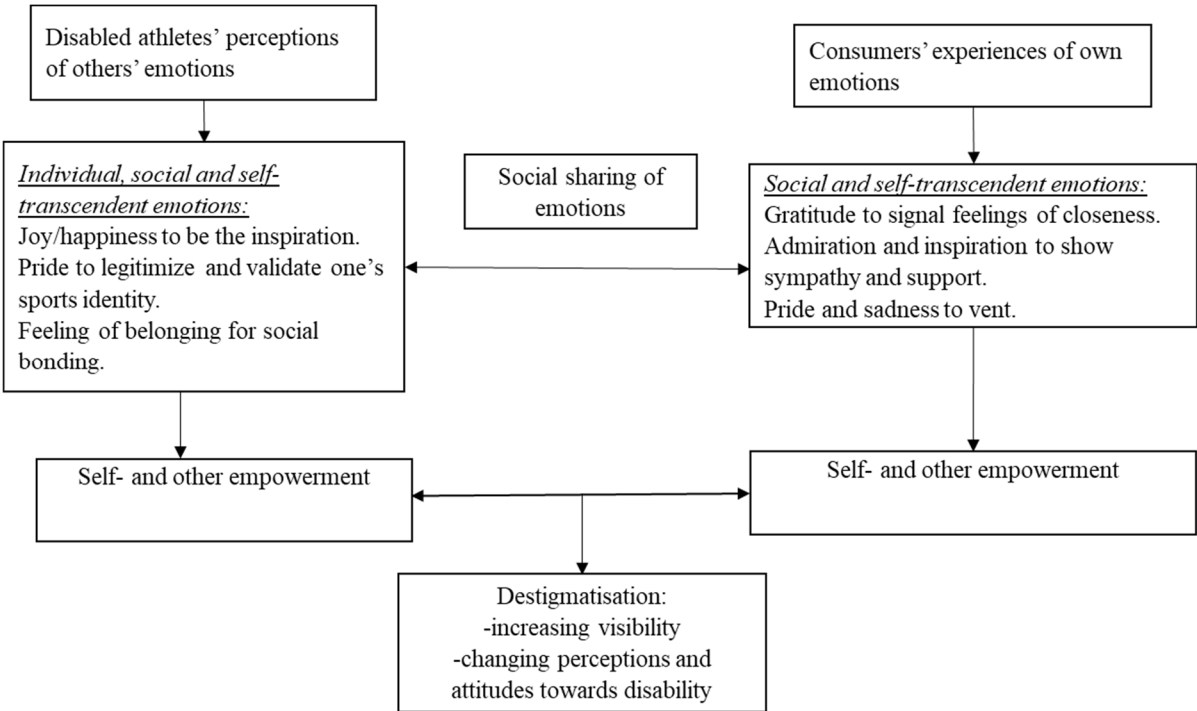 Disabled athletes’ perceptions
of others’ emotions
Consumers’ experiences of own
emotions
Individual, social and self-
transcendent emotions:
Joy/happiness to be the inspiration.
Pride to legitimize and validate one’s
sports identity.
Feeling of belonging for social
bonding.
Social sharing of
emotions
Social and self-transcendent emotions:
Gratitude to signal feelings of closeness.
Admiration and inspiration to show
sympathy and support.
Pride and sadness to vent.
Self- and other empowerment
Self- and other empowerment
Destigmatisation:
-increasing visibility
-changing perceptions and
attitudes towards disability